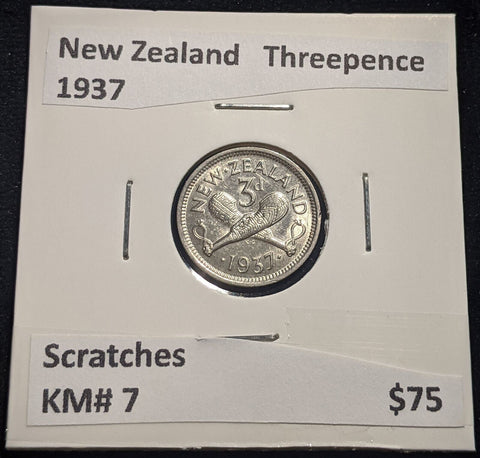 New Zealand Threepence
1937
NEW·ZEALAND
3d
·1937·
Scratches
KM# 7 $75